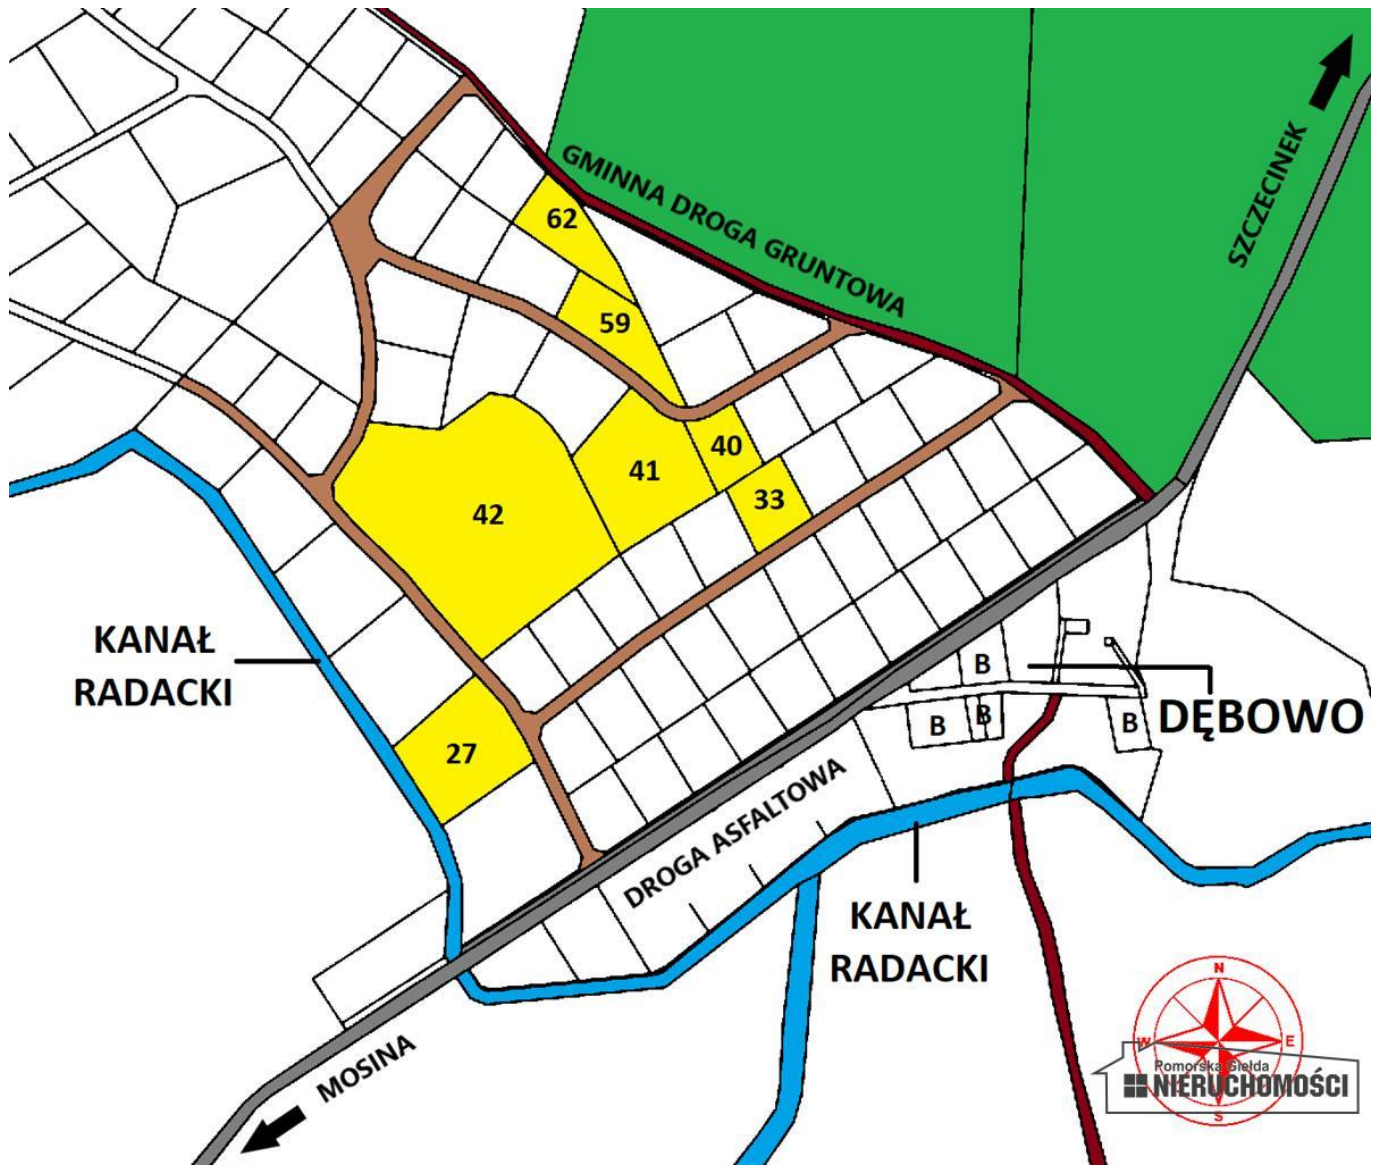 SZCZECINEK
GMINNA DROGA GRUNTOWA
62
59
40
41
33
42
KANAŁ
RADACKI
27
B
B
B
B
DĘBOWO
DROGA ASFALTOWA
KANAŁ
RADACKI
MOSINA
N
W
E
S
Pomorska Giełda
NIERUCHOMOŚCI